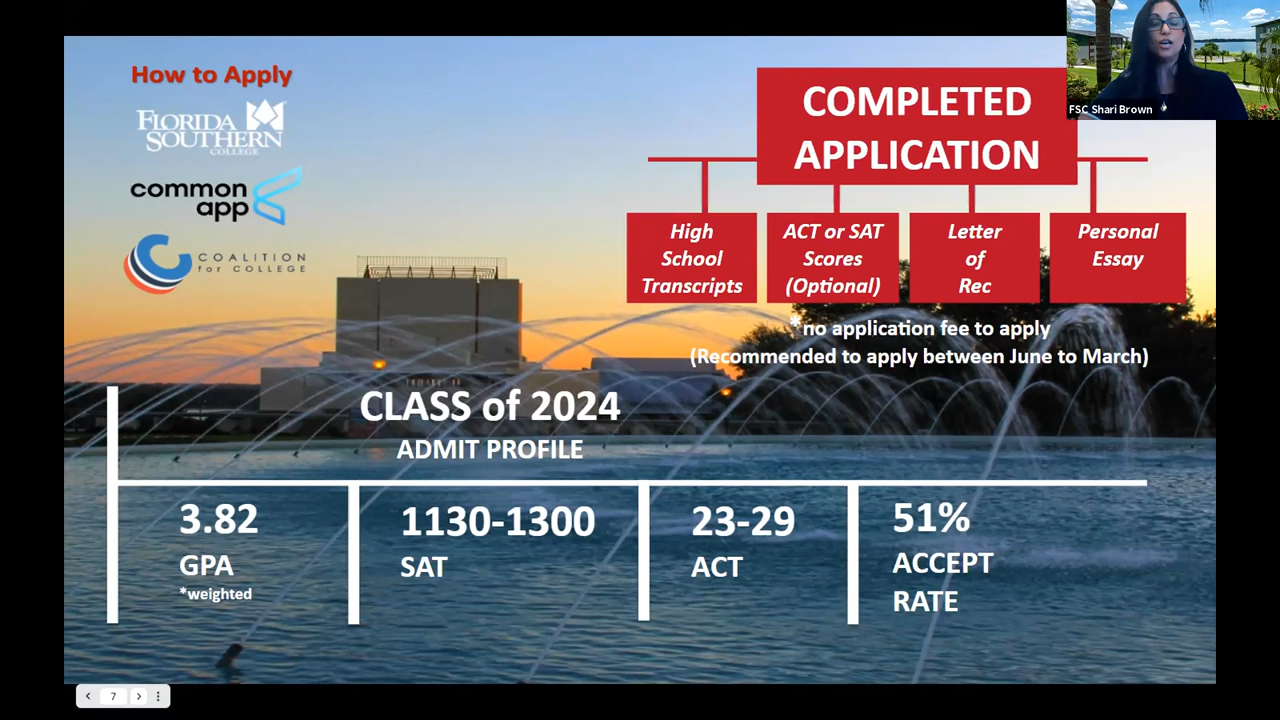 How to Apply
FLORIDA
SOUTHERN
COLLEGE
common
app
COALITION
for COLLEGE
COMPLETED
APPLICATION
FSC Shari Brown
High
School
Transcripts
ACT or SAT
Scores
(Optional)
Letter
of
Rec
Personal
Essay
*no application fee to apply
(Recommended to apply between June to March)
CLASS of 2024
ADMIT PROFILE
3.82
GPA
*weighted
1130-1300
SAT
23-29
ACT
51%
ACCEPT
RATE
7